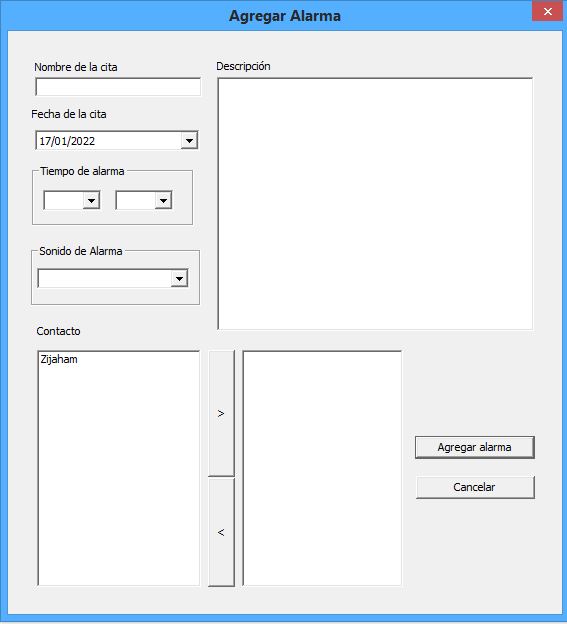 Agregar Alarma
Nombre de la cita
Descripción
Fecha de la cita
17/01/2022
Tiempo de alarma
Sonido de Alarma
Contacto
Zijaham
>
<
Agregar alarma
Cancelar